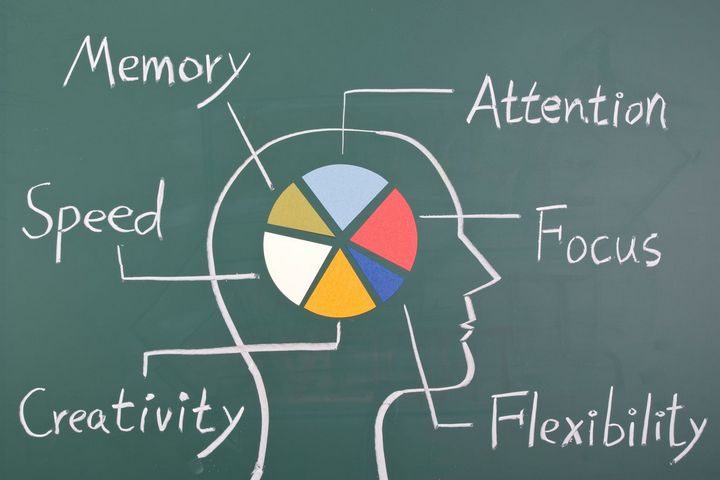 Memory
Attention
Speed
Focus
Creativity
Flexibility